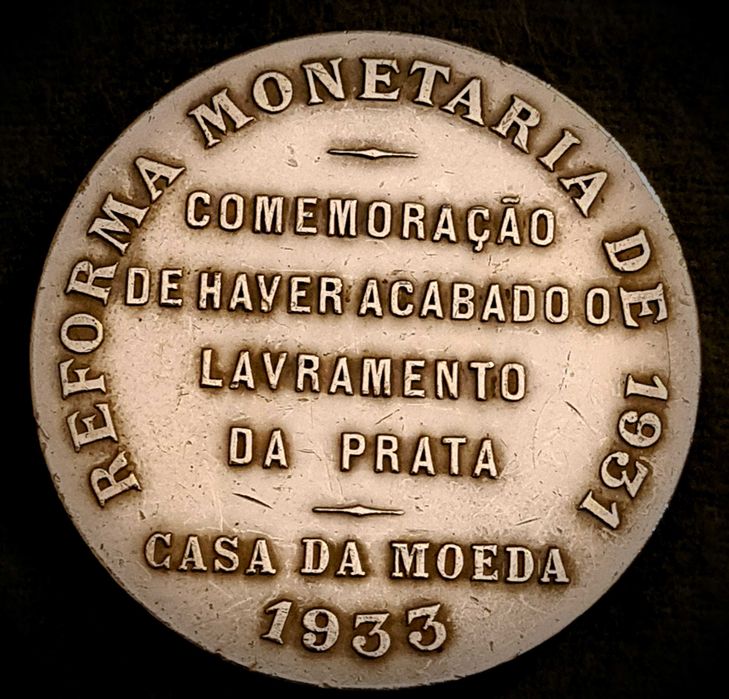 REFORMA MONETARIA DE 1931
COMEMORAÇÃO
DE HAVER ACABADO O
LAVRAMENTO
DA PRATA
CASA DA MOEDA
1933